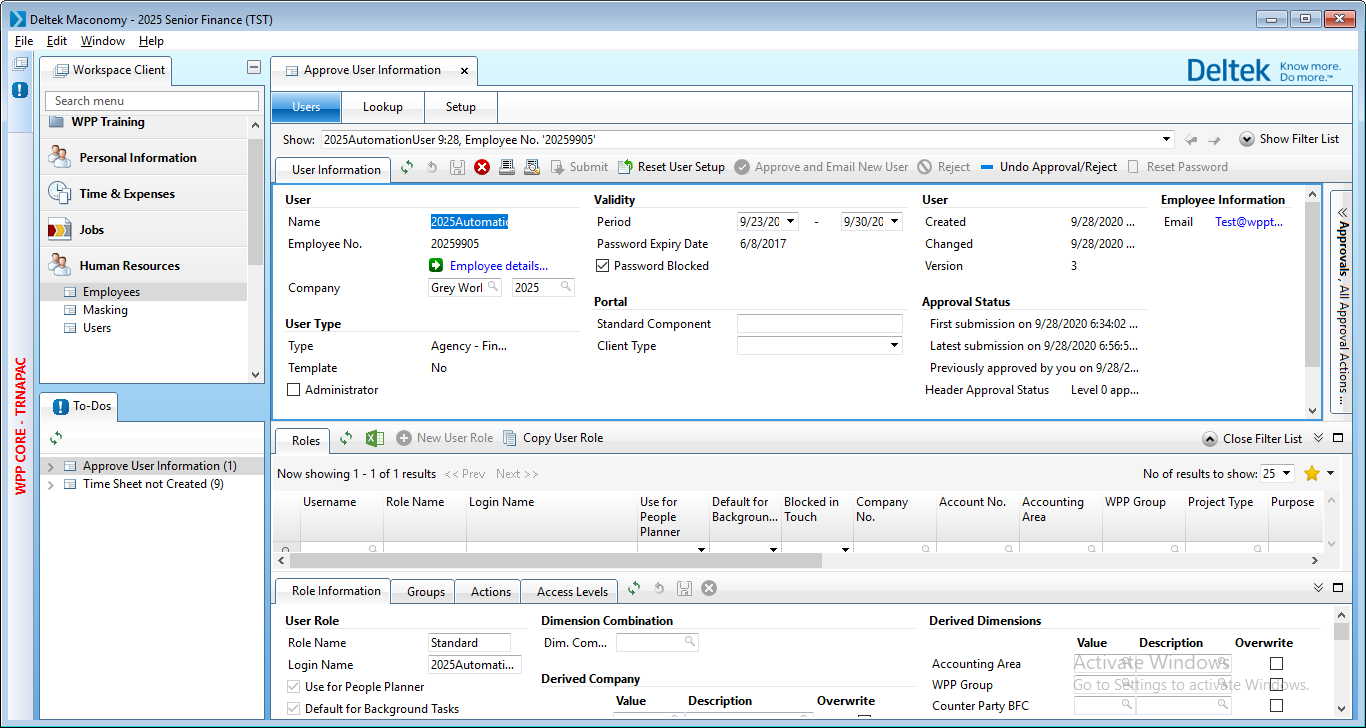 Deltek Maconomy - 2025 Senior Finance (TST)
File Edit Window Help
Workspace Client
Approve User Information
Deltek Know more. Do more.™
Search menu
WPP Training
Personal Information
Time & Expenses
Jobs
Human Resources
Employees
Masking
Users
WPP CORE - TRNAPAC
To-Dos
Approve User Information (1)
Time Sheet not Created (9)
Users Lookup Setup
Show: 2025AutomationUser 9:28, Employee No. '20259905' Show Filter List
User Information Submit Reset User Setup Approve and Email New User Reject Undo Approval/Reject Reset Password
User
Name 2025Automatic
Employee No. 20259905
Employee details...
Company Grey Worl 2025
User Type
Type Agency - Fin...
Template No
Administrator
Validity
Period 9/23/20 - 9/30/20
Password Expiry Date 6/8/2017
Password Blocked
Portal
Standard Component
Client Type
User
Created 9/28/2020 ...
Changed 9/28/2020 ...
Version 3
Approval Status
First submission on 9/28/2020 6:34:02 ...
Latest submission on 9/28/2020 6:56:5...
Previously approved by you on 9/28/2...
Header Approval Status Level 0 app...
Employee Information
Email Test@wppt...
Approvals, All Approval Actions ...
Roles New User Role Copy User Role Close Filter List
Now showing 1 - 1 of 1 results << Prev Next >> No of results to show: 25
Username Role Name Login Name Use for People Planner Default for Backgroun... Blocked in Touch Company No. Account No. Accounting Area WPP Group Project Type Purpose
Role Information Groups Actions Access Levels
User Role
Role Name Standard
Login Name 2025Automati...
Use for People Planner
Default for Background Tasks
Dimension Combination
Dim. Com...
Derived Company
Value Description Overwrite
Derived Dimensions
Value Description Overwrite
Accounting Area
WPP Group
Counter Party BFC
Activate Windows
Go to Settings to activate Windows.